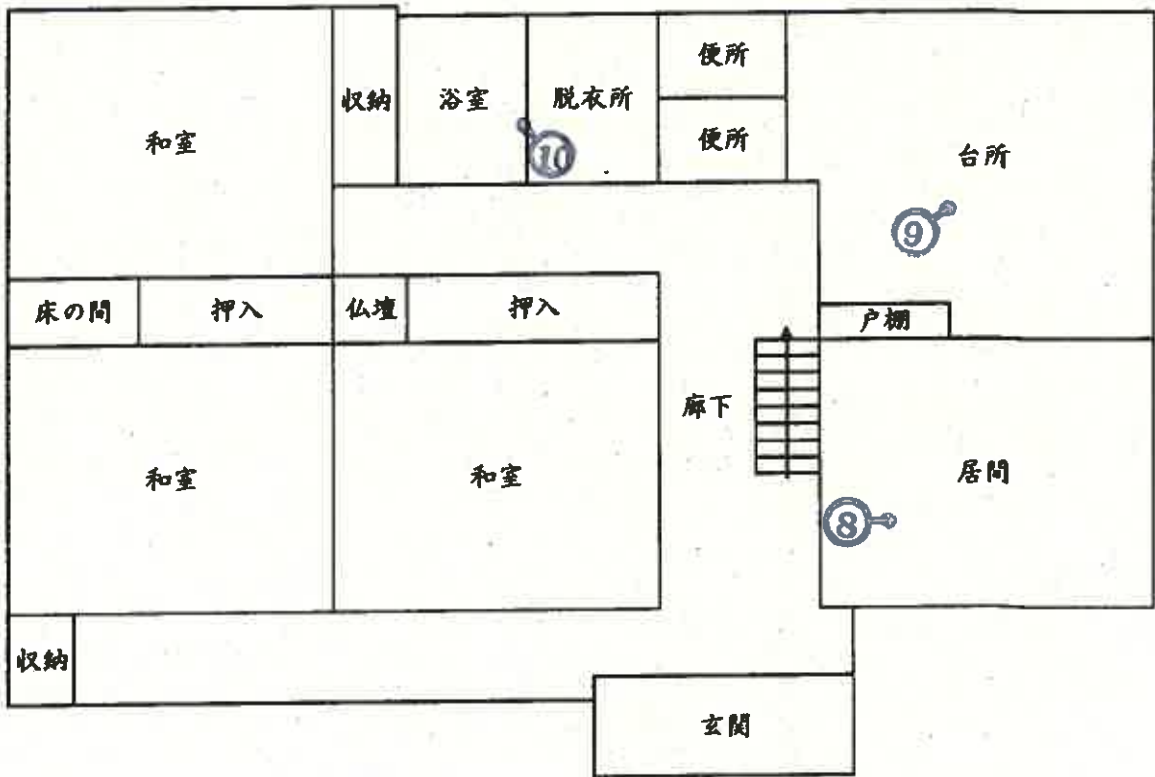 便所
収納
浴室
脱衣所
和室
便所
台所
⑩
⑨
床の間
押入
仏壇
押入
戸棚
廊下
和室
和室
居間
⑧
収納
玄関